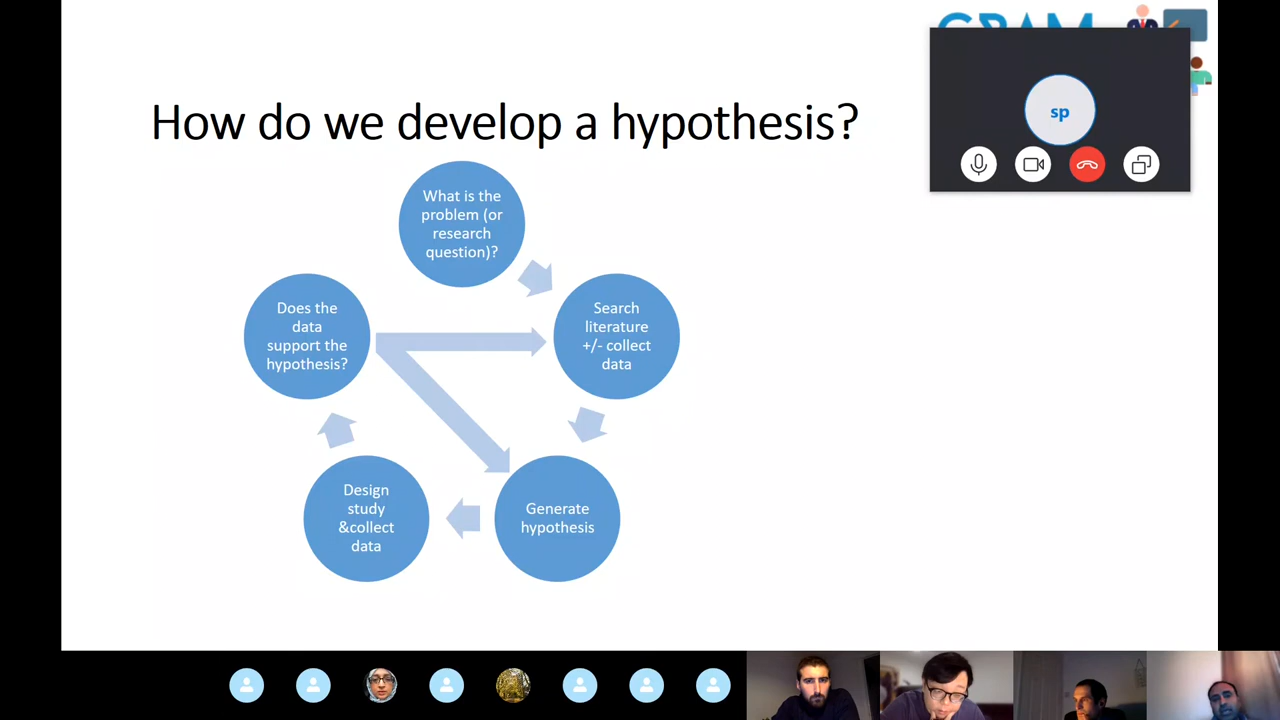 GRAM
How do we develop a hypothesis?
sp
What is the
problem (or
research
question)?
Does the
data
support the
hypothesis?
Search
literature
+/- collect
data
Design
study
&collect
data
Generate
hypothesis